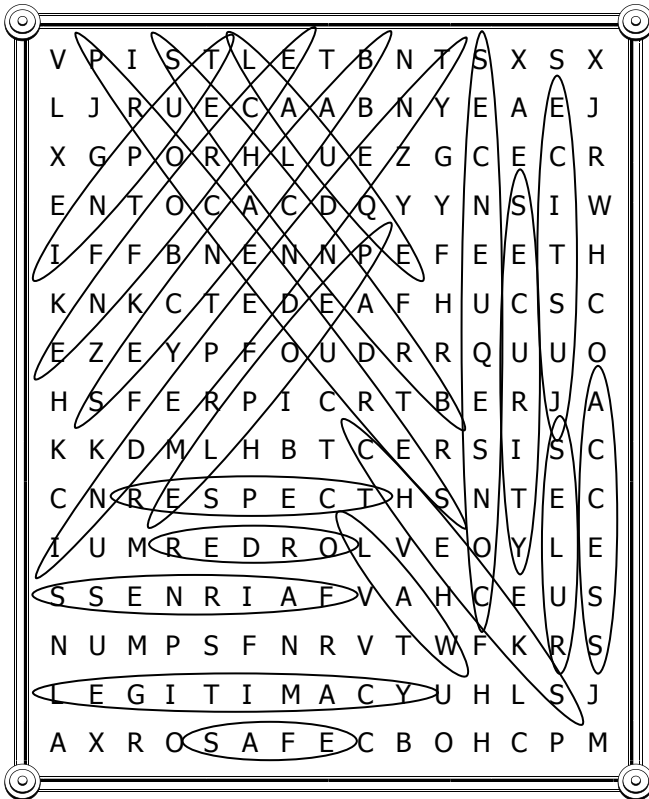 V P I S T L E T B N T S X S X
L J R U E C A A B N Y E A E J
X G P O R H L U E Z G C E C R
E N T O C A C D Q Y Y N S I W
I F F B N E N N P E F E E T H
K N K C T E D E A F H U C S C
E Z E Y P F O U D R R Q U U O
H S F E R P I C R T B E R J A
K K D M L H B T C E R S I S C
C N R E S P E C T H S N T E C
I U M R E D R O L V E O Y L E
S S E N R I A F V A H C E U S
N U M P S F N R V T W F K R S
L E G I T I M A C Y U H L S J
A X R O S A F E C B O H C P M